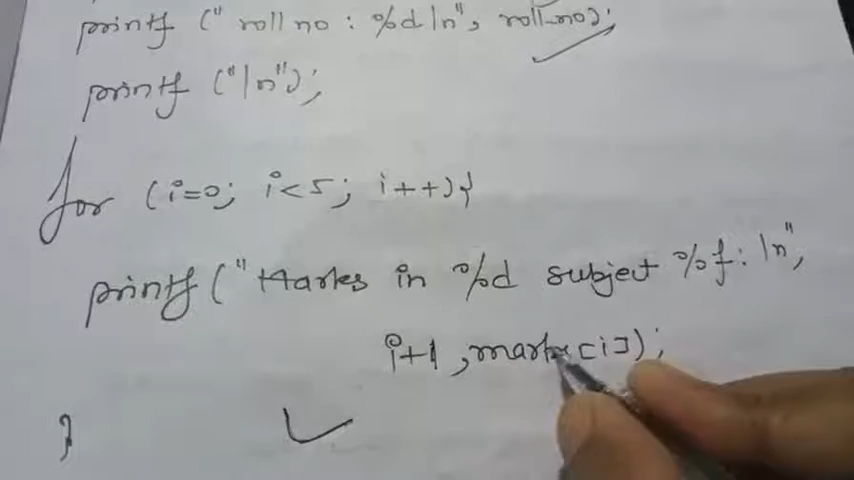 printf (" roll no : %d \n", roll_no);
printf ("\n");
for (i=0; i<5; i++){
printf (" Marks in %d subject %f: \n",
i+1 ,marks[i]);
}